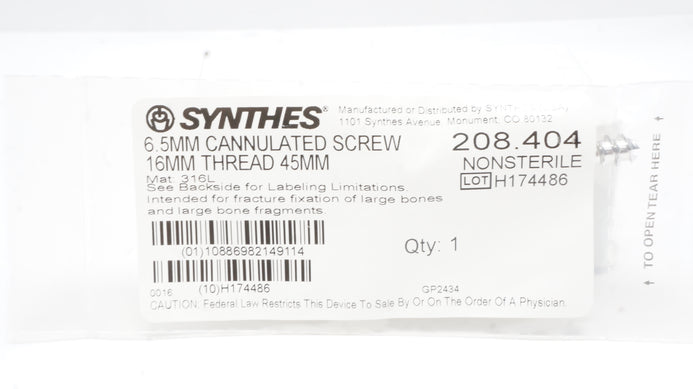 SYNTHES®
Manufactured or Distributed by
1101 Synthes Avenue, Monument, CO 80132
6.5MM CANNULATED SCREW
16MM THREAD 45MM
208.404
NONSTERILE
LOT H174486
Mat: 316L
See Backside for Labeling Limitations.
Intended for fracture fixation of large bones
and large bone fragments.
(01)10886982149114
Qty: 1
(10)H174486
0016
GP2434
CAUTION: Federal Law Restricts This Device To Sale By Or On The Order Of A Physician.
← TO OPEN TEAR HERE →